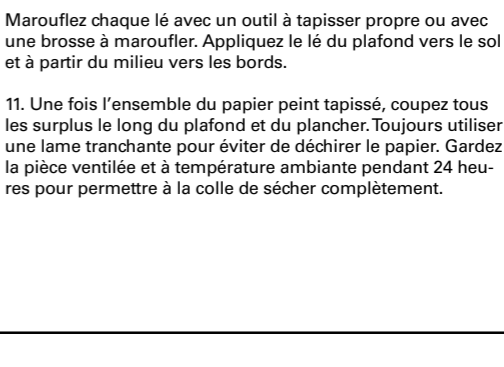 Marouflez chaque lé avec un outil à tapisser propre ou avec
une brosse à maroufler. Appliquez le lé du plafond vers le sol
et à partir du milieu vers les bords.
11. Une fois l’ensemble du papier peint tapissé, coupez tous
les surplus le long du plafond et du plancher. Toujours utiliser
une lame tranchante pour éviter de déchirer le papier. Gardez
la pièce ventilée et à température ambiante pendant 24 heu-
res pour permettre à la colle de sécher complètement.